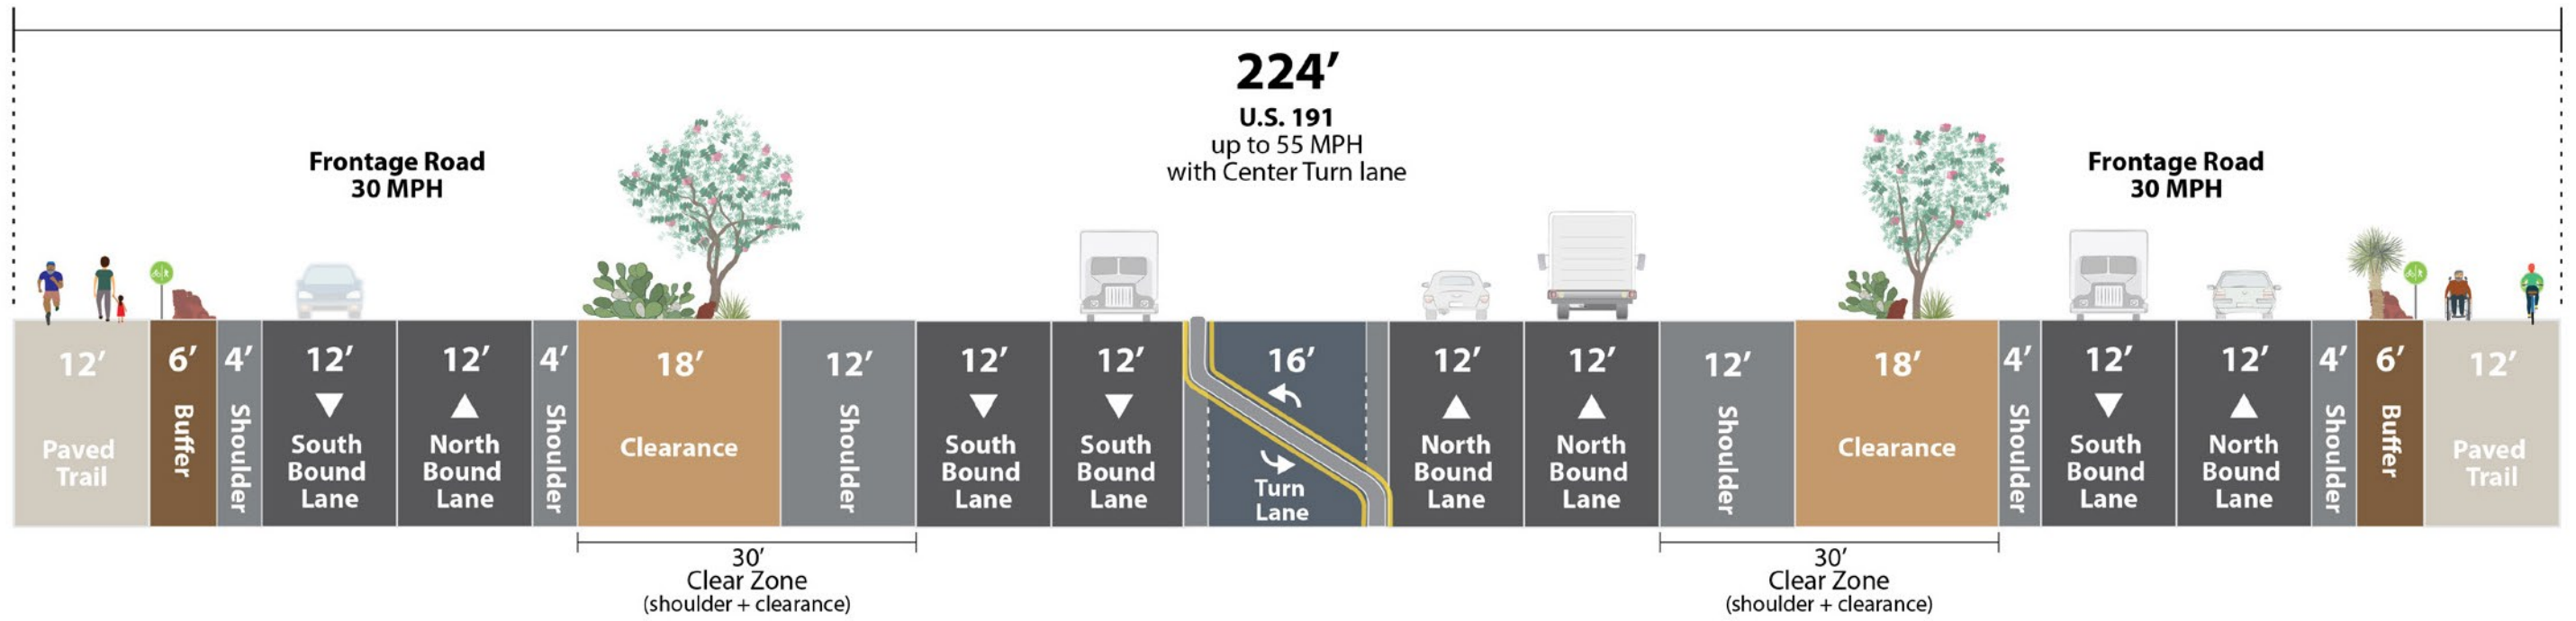 224′
U.S. 191
up to 55 MPH
with Center Turn lane
Frontage Road
30 MPH
Frontage Road
30 MPH
12′
Paved
Trail
6′
Buffer
4′
Shoulder
12′
South
Bound
Lane
12′
North
Bound
Lane
4′
Shoulder
18′
Clearance
12′
Shoulder
12′
South
Bound
Lane
12′
South
Bound
Lane
16′
Turn
Lane
12′
North
Bound
Lane
12′
North
Bound
Lane
12′
Shoulder
18′
Clearance
4′
Shoulder
12′
South
Bound
Lane
12′
North
Bound
Lane
4′
Shoulder
6′
Buffer
12′
Paved
Trail
30′
Clear Zone
(shoulder + clearance)
30′
Clear Zone
(shoulder + clearance)